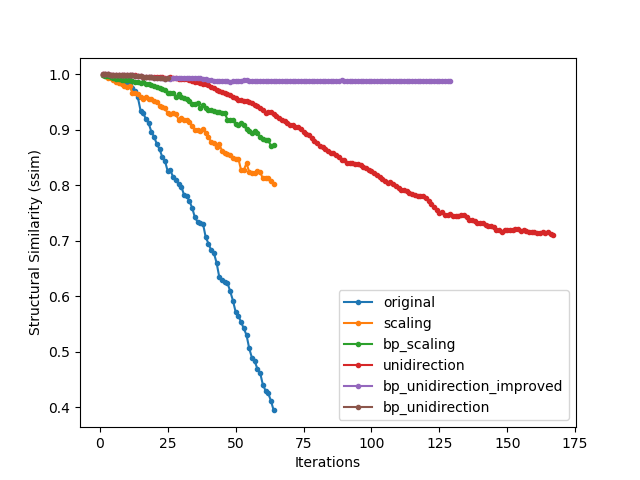 1.0
0.9
0.8
0.7
0.6
0.5
0.4
Structural Similarity (ssim)
0 25 50 75 100 125 150 175
Iterations
original
scaling
bp_scaling
unidirection
bp_unidirection_improved
bp_unidirection